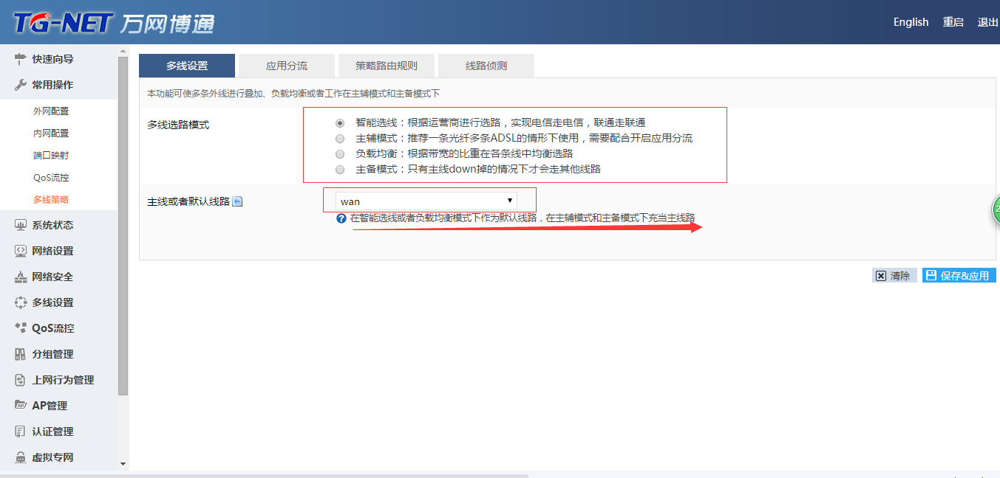 TG-NET 万网博通
English 重启 退出
快速向导
常用操作
外网配置
内网配置
端口映射
QoS流控
多线策略
系统状态
网络设置
网络安全
多线设置
QoS流控
分组管理
上网行为管理
AP管理
认证管理
虚拟专网
多线设置 应用分流 策略路由规则 线路侦测
本功能可使多条外线进行叠加、负载均衡或者工作在主辅模式和主备模式下
多线选路模式
智能选线：根据运营商进行选路，实现电信走电信，联通走联通
主辅模式：推荐一条光纤多条ADSL的情形下使用，需要配合开启应用分流
负载均衡：根据带宽的比重在各条线中均衡选路
主备模式：只有主线down掉的情况下才会走其他线路
主线或者默认线路
wan
在智能选线或者负载均衡模式下作为默认线路，在主辅模式和主备模式下充当主线路
清除 保存&应用